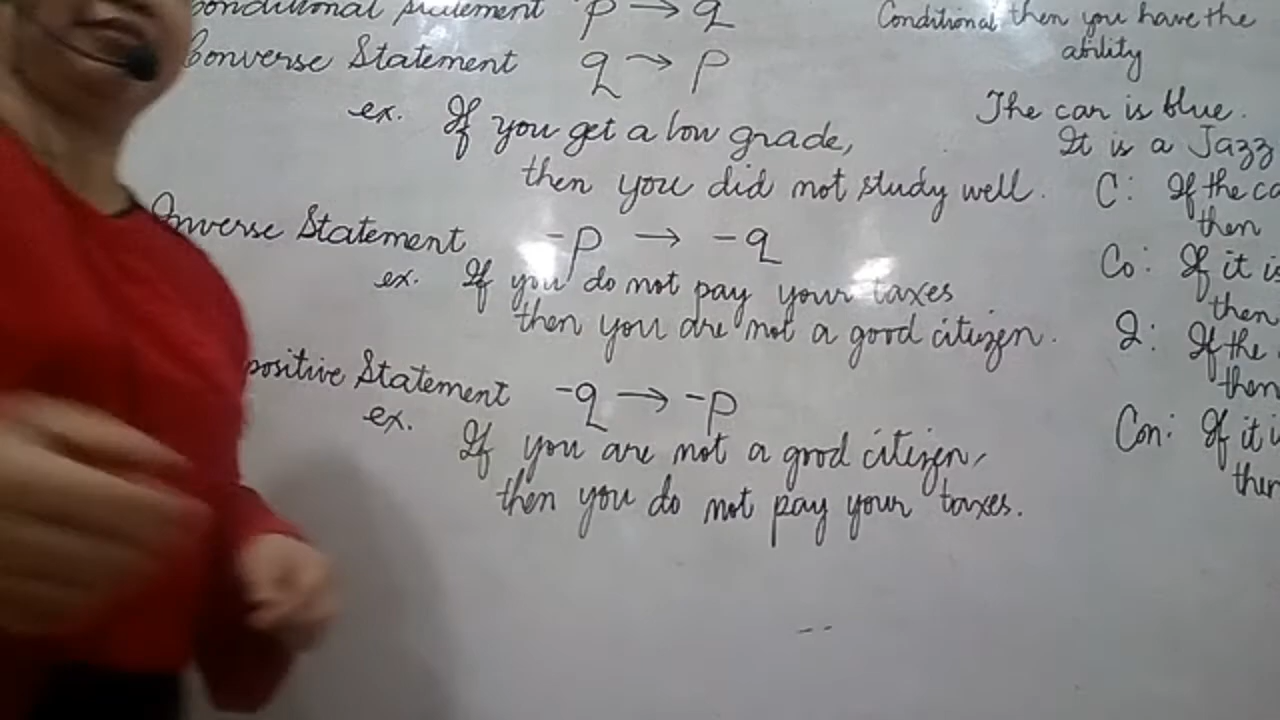 Conditional Statement p → q
Converse Statement q → p
ex. If you get a low grade,
then you did not study well.
Inverse Statement -p → -q
ex. If you do not pay your taxes
then you are not a good citizen.
positive Statement -q → -p
ex. If you are not a good citizen,
then you do not pay your taxes.
Conditional then you have the
ability
The car is blue.
It is a Jazz
C: If the ca
then
Co: If it is
then
I: If the
then
Con: If it i
then